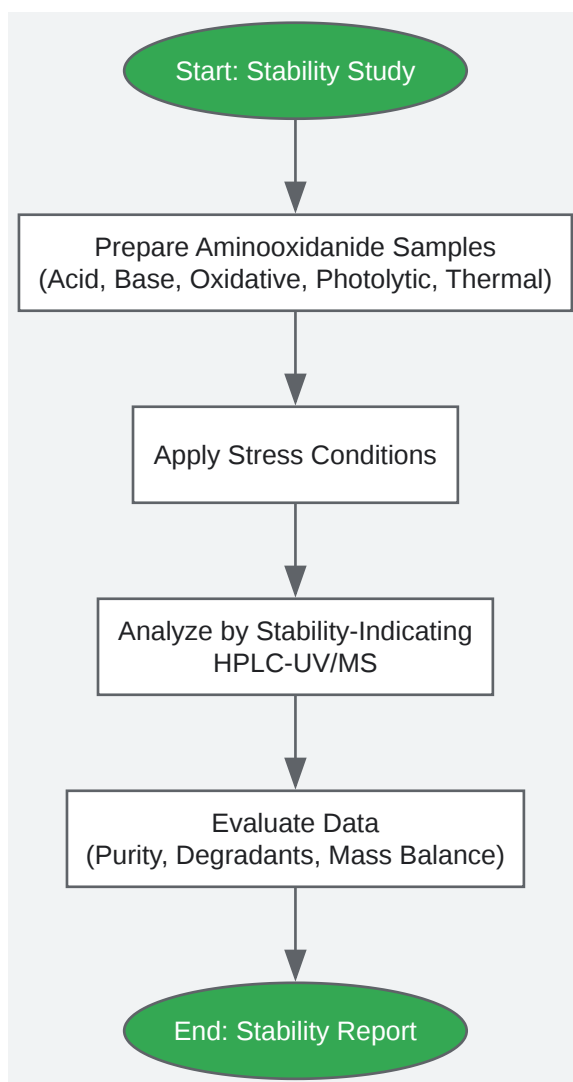 Start: Stability Study
Prepare Aminooxidanide Samples
(Acid, Base, Oxidative, Photolytic, Thermal)
Apply Stress Conditions
Analyze by Stability-Indicating
HPLC-UV/MS
Evaluate Data
(Purity, Degradants, Mass Balance)
End: Stability Report